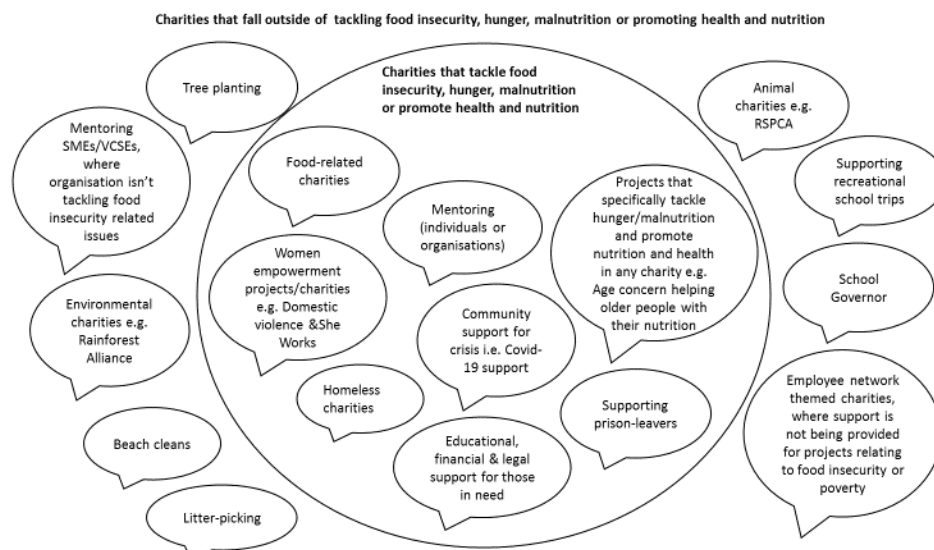 Charities that fall outside of tackling food insecurity, hunger, malnutrition or promoting health and nutrition
Charities that tackle food
insecurity, hunger, malnutrition
or promote health and nutrition
Tree planting
Mentoring
SMEs/VCSEs,
where
organisation isn't
tackling food
insecurity related
issues
Environmental
charities e.g.
Rainforest
Alliance
Beach cleans
Litter-picking
Food-related
charities
Mentoring
(individuals or
organisations)
Women
empowerment
projects/charities
e.g. Domestic
violence &She
Works
Community
support for
crisis i.e. Covid-
19 support
Homeless
charities
Educational,
financial & legal
support for those
in need
Projects that
specifically tackle
hunger/malnutrition
and promote
nutrition and health
in any charity e.g.
Age concern helping
older people with
their nutrition
Supporting
prison-leavers
Animal
charities e.g.
RSPCA
Supporting
recreational
school trips
School
Governor
Employee network
themed charities,
where support is
not being provided
for projects relating
to food insecurity or
poverty